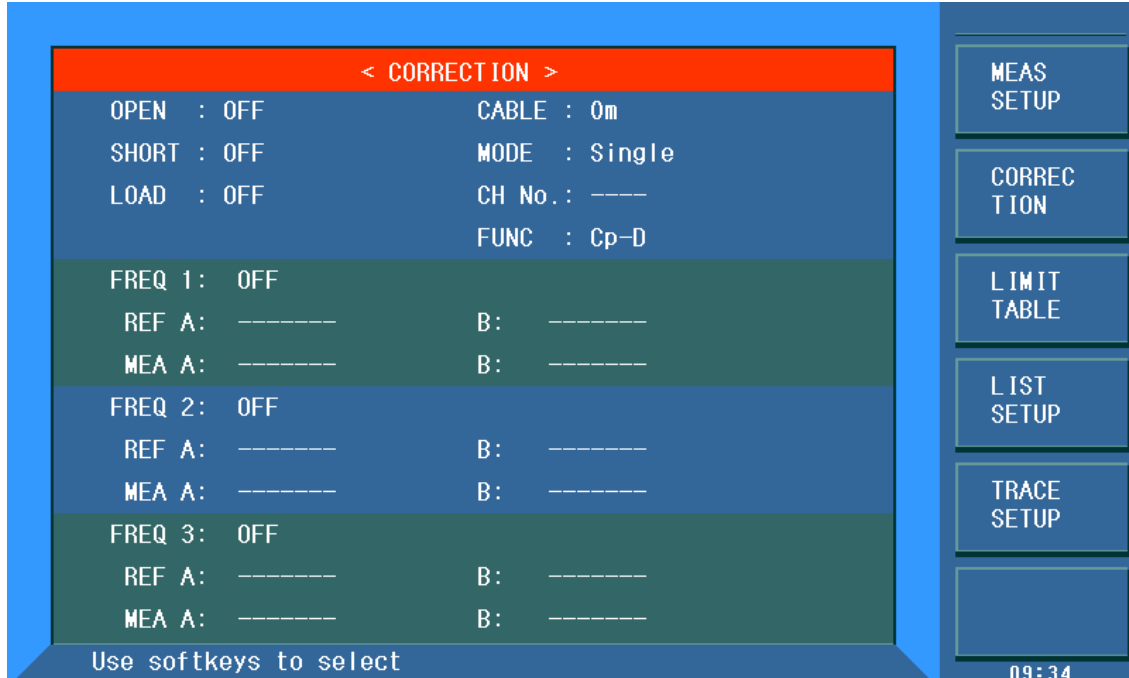 < CORRECTION >
OPEN : OFF CABLE : 0m
SHORT : OFF MODE : Single
LOAD : OFF CH No.: ----
FUNC : Cp-D
FREQ 1: OFF
REF A: ------- B: -------
MEA A: ------- B: -------
FREQ 2: OFF
REF A: ------- B: -------
MEA A: ------- B: -------
FREQ 3: OFF
REF A: ------- B: -------
MEA A: ------- B: -------
Use softkeys to select
MEAS
SETUP
CORREC
TION
LIMIT
TABLE
LIST
SETUP
TRACE
SETUP
09:34